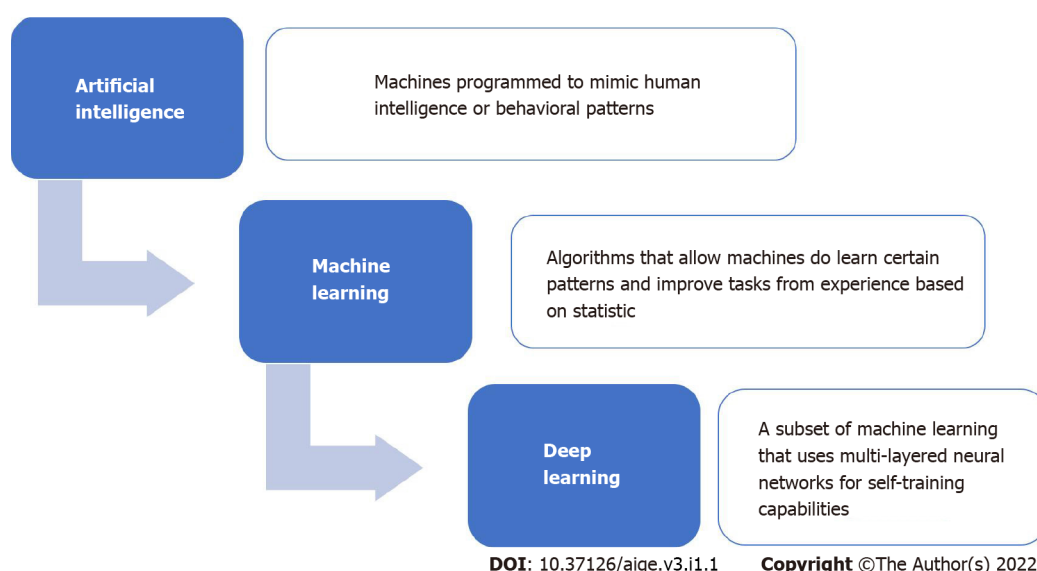 Artificial
intelligence
Machines programmed to mimic human
intelligence or behavioral patterns
Machine
learning
Algorithms that allow machines do learn certain
patterns and improve tasks from experience based
on statistic
Deep
learning
A subset of machine learning
that uses multi-layered neural
networks for self-training
capabilities
DOI: 10.37126/aige.v3.i1.1 Copyright ©The Author(s) 2022